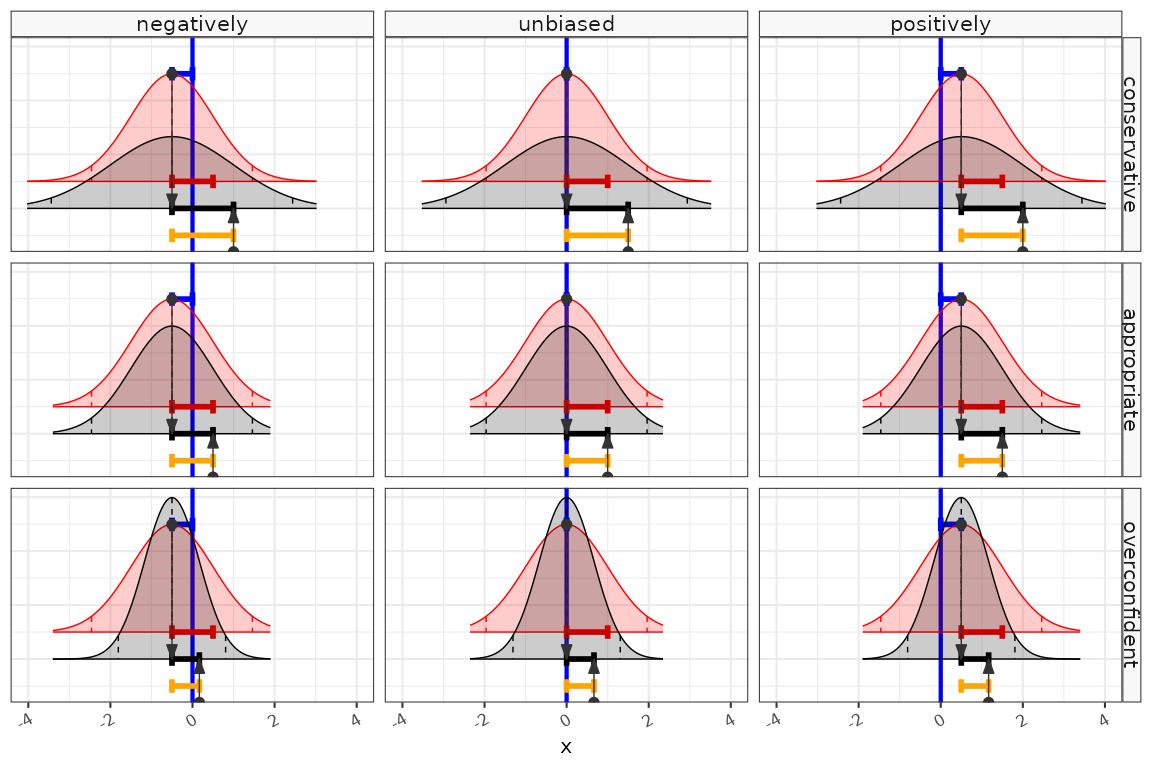 negatively
unbiased
positively
conservative
appropriate
overconfident
-4 -2 0 2 4
-4 -2 0 2 4
-4 -2 0 2 4
x